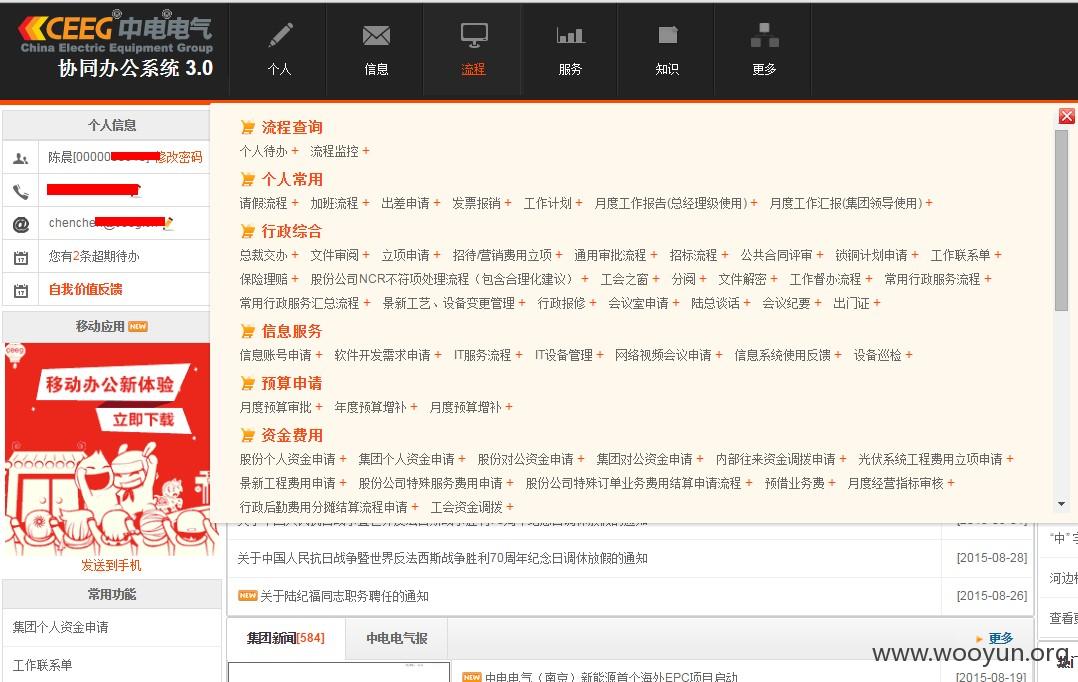 CEEG 中电电气
China Electric Equipment Group
协同办公系统 3.0
个人 信息 流程 服务 知识 更多
个人信息
陈晨[00000 修改密码
chenche
您有2条超期待办
自我价值反馈
移动应用 NEW
ceeg
移动办公新体验
立即下载
发送到手机
常用功能
集团个人资金申请
工作联系单
流程查询
个人待办 + 流程监控 +
个人常用
请假流程 + 加班流程 + 出差申请 + 发票报销 + 工作计划 + 月度工作报告(总经理级使用) + 月度工作汇报(集团领导使用) +
行政综合
总裁交办 + 文件审阅 + 立项申请 + 招待/营销费用立项 + 通用审批流程 + 招标流程 + 公共合同评审 + 锁铜计划申请 + 工作联系单 +
保险理赔 + 股份公司NCR不符项处理流程（包含合理化建议） + 工会之窗 + 分阅 + 文件解密 + 工作督办流程 + 常用行政服务流程 +
常用行政服务汇总流程 + 景新工艺、设备变更管理 + 行政报修 + 会议室申请 + 陆总谈话 + 会议纪要 + 出门证 +
信息服务
信息账号申请 + 软件开发需求申请 + IT服务流程 + IT设备管理 + 网络视频会议申请 + 信息系统使用反馈 + 设备巡检 +
预算申请
月度预算审批 + 年度预算增补 + 月度预算增补 +
资金费用
股份个人资金申请 + 集团个人资金申请 + 股份对公资金申请 + 集团对公资金申请 + 内部往来资金调拨申请 + 光伏系统工程费用立项申请 +
景新工程费用申请 + 股份公司特殊服务费用申请 + 股份公司特殊订单业务费用结算申请流程 + 预借业务费 + 月度经营指标审核 +
行政后勤费用分摊结算流程申请 + 工会资金调拨 +
关于中国人民抗日战争暨世界反法西斯战争胜利70周年纪念日调休放假的通知 [2015-08-28]
NEW 关于陆纪福同志职务聘任的通知 [2015-08-26]
集团新闻[584] 中电电气报 更多
NEW 中电电气（南京）新能源首个海外EPC项目启动 [2015-08-19]
"中"字
河边
查看更
热门
www.wooyun.org